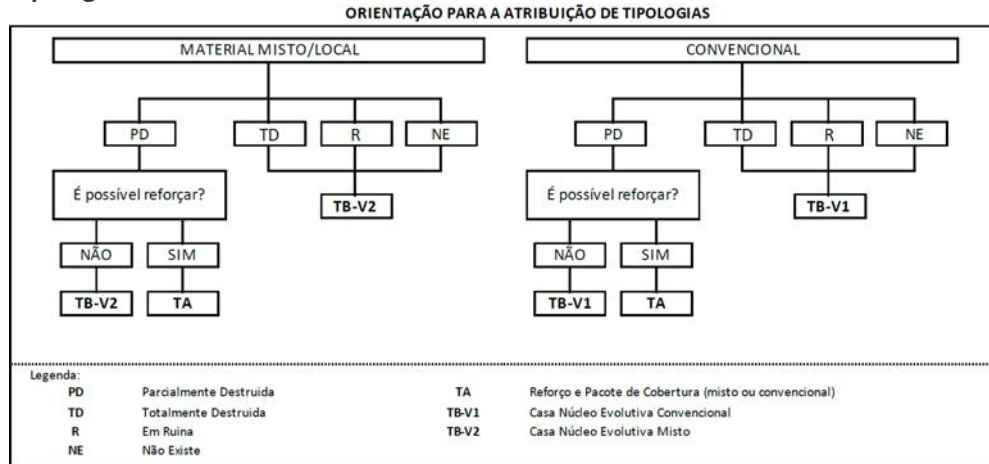 ORIENTAÇÃO PARA A ATRIBUIÇÃO DE TIPOLOGIAS
MATERIAL MISTO/LOCAL
CONVENCIONAL
PD TD R NE
PD TD R NE
É possível reforçar?
TB-V2
É possível reforçar?
TB-V1
NÃO SIM
NÃO SIM
TB-V2 TA
TB-V1 TA
Legenda:
PD Parcialmente Destruida TA Reforço e Pacote de Cobertura (misto ou convencional)
TD Totalmente Destruida TB-V1 Casa Núcleo Evolutiva Convencional
R Em Ruina TB-V2 Casa Núcleo Evolutiva Misto
NE Não Existe